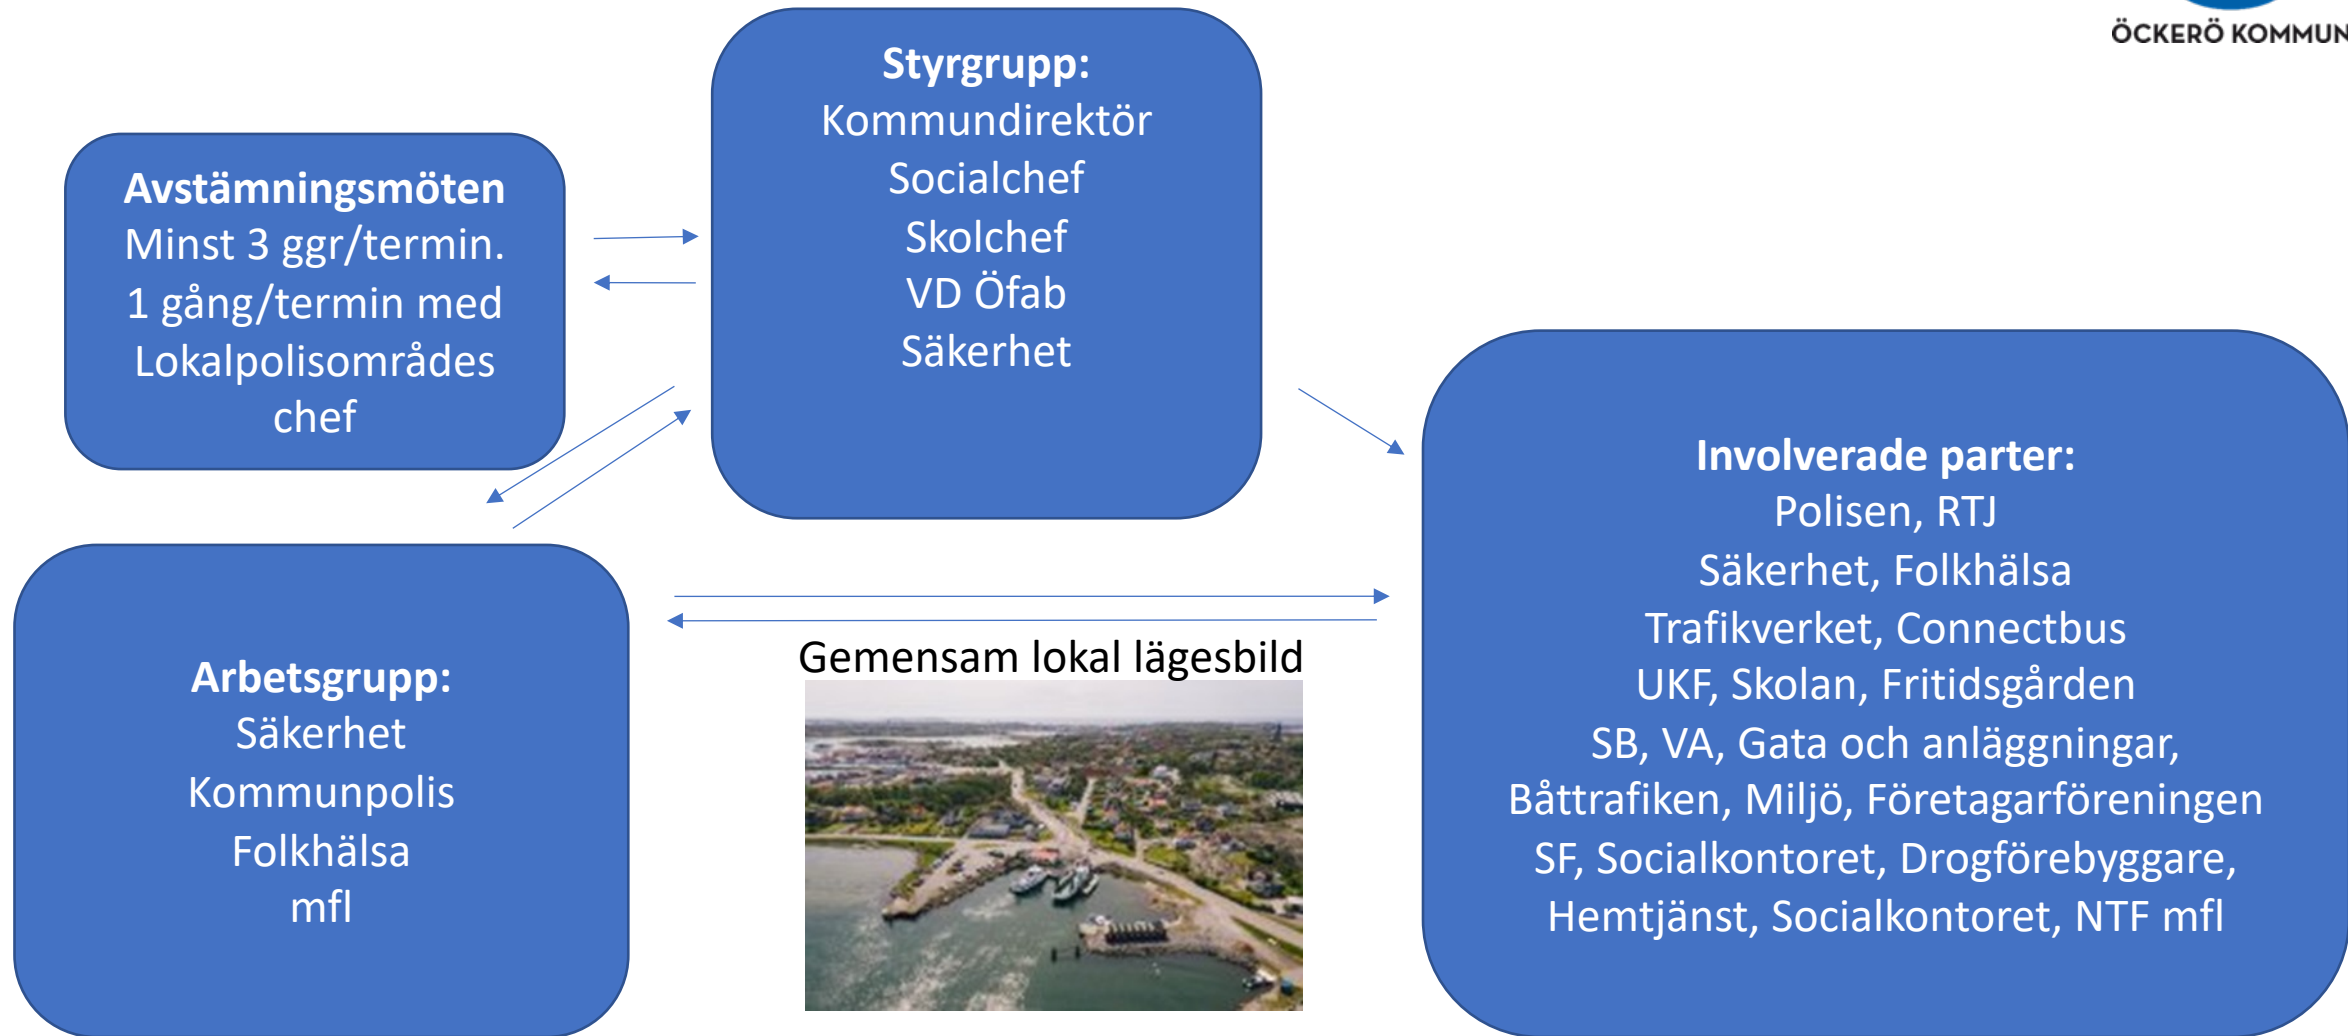 ÖCKERÖ KOMMUN
Avstämningsmöten
Minst 3 ggr/termin.
1 gång/termin med
Lokalpolisområdes
chef
Styrgrupp:
Kommundirektör
Socialchef
Skolchef
VD Öfab
Säkerhet
Arbetsgrupp:
Säkerhet
Kommunpolis
Folkhälsa
mfl
Gemensam lokal lägesbild
Involverade parter:
Polisen, RTJ
Säkerhet, Folkhälsa
Trafikverket, Connectbus
UKF, Skolan, Fritidsgården
SB, VA, Gata och anläggningar,
Båttrafiken, Miljö, Företagarföreningen
SF, Socialkontoret, Drogförebyggare,
Hemtjänst, Socialkontoret, NTF mfl